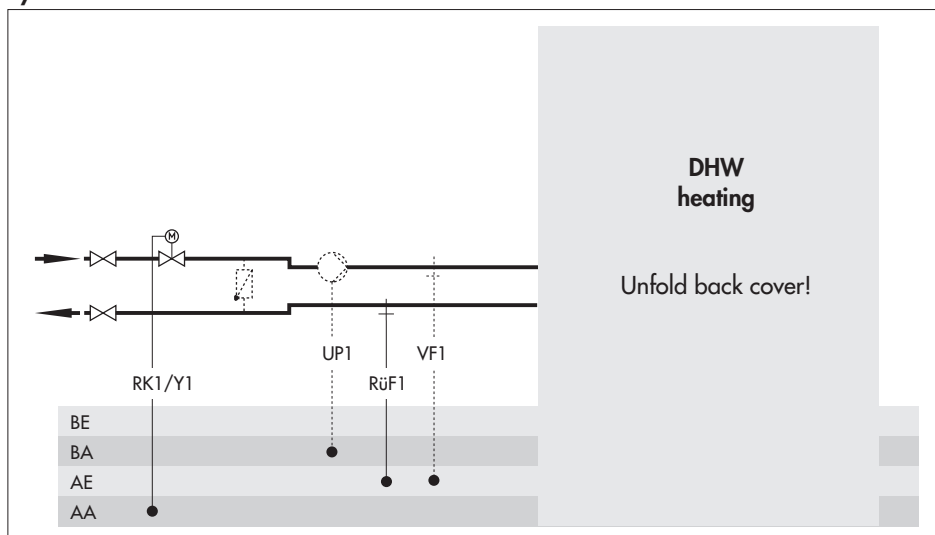 DHW
heating
Unfold back cover!
M
UP1
VF1
RK1/Y1
RüF1
BE
BA
AE
AA